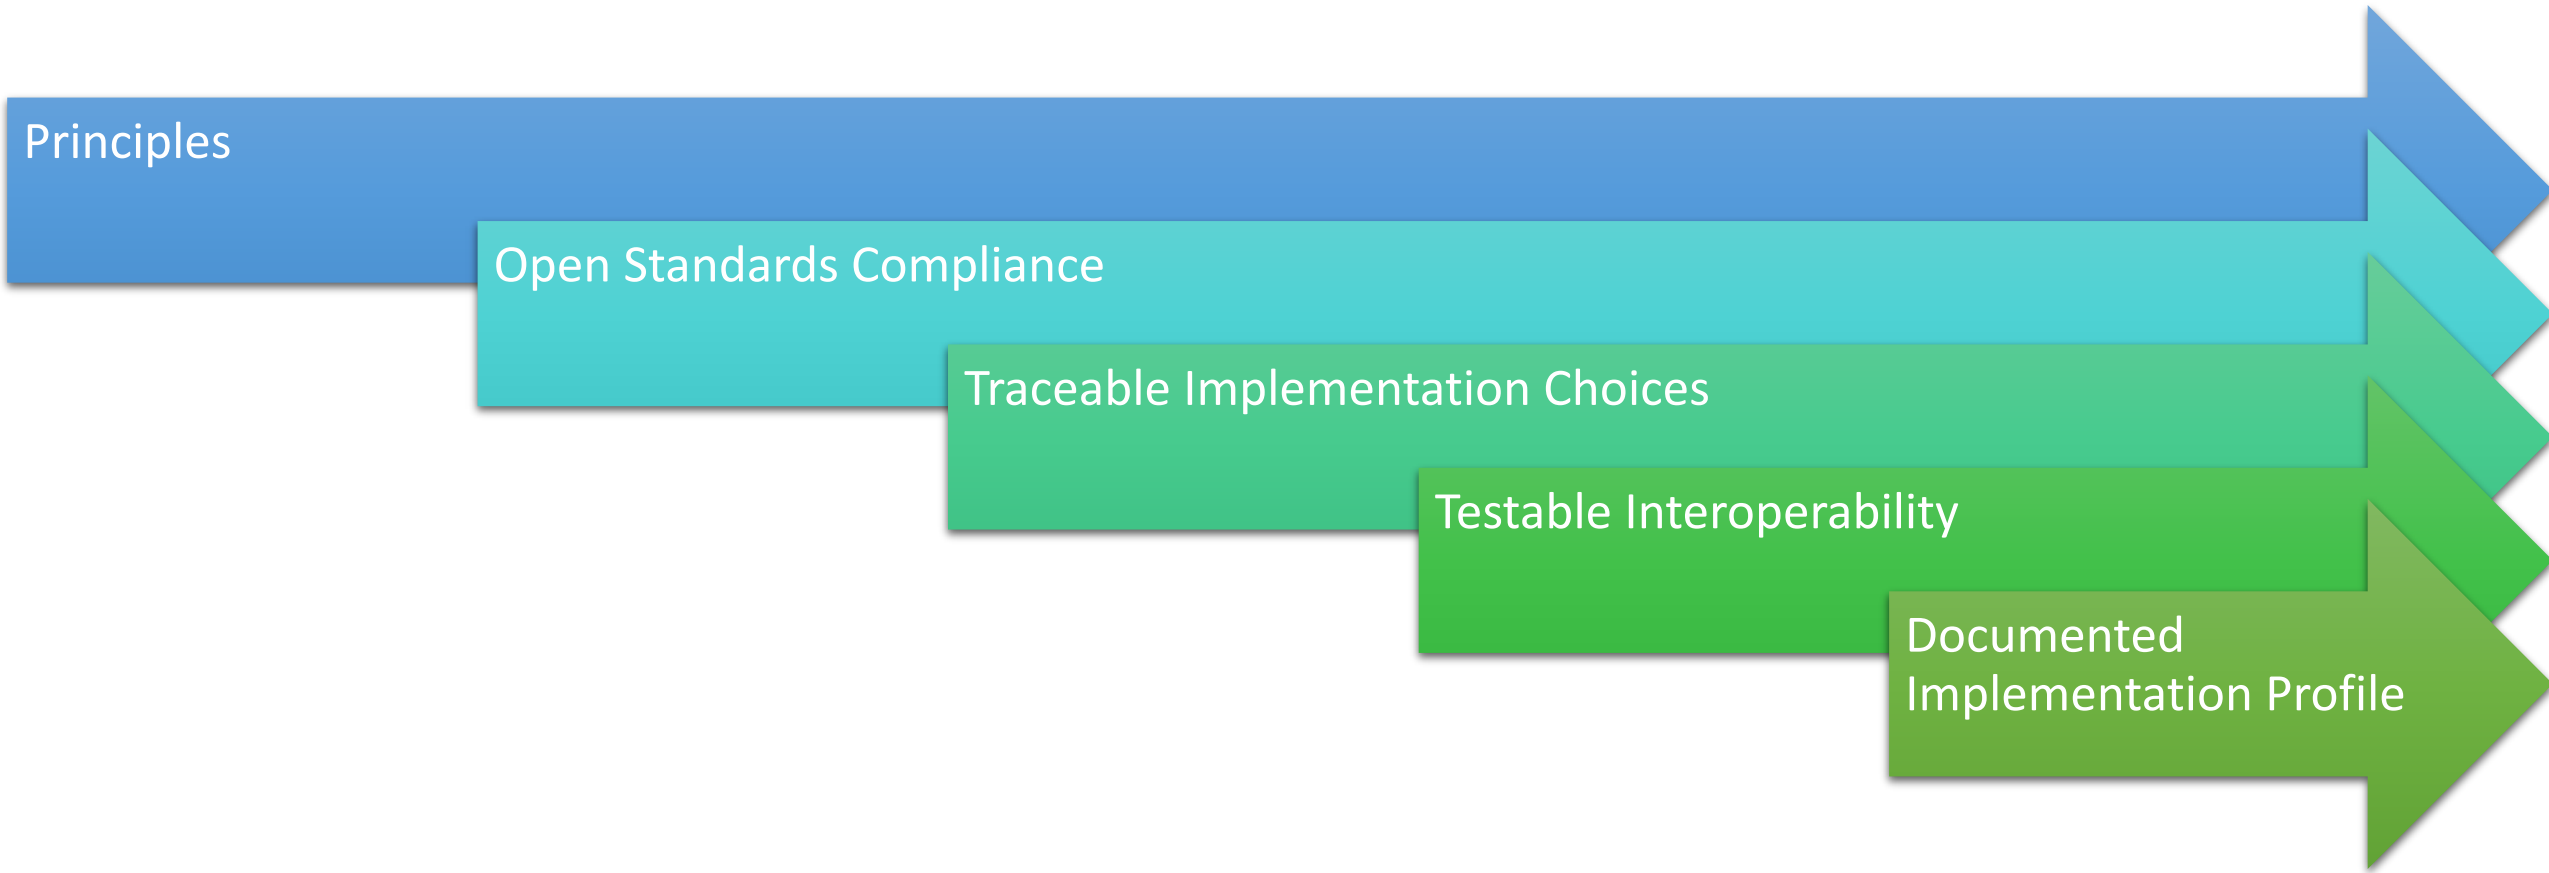 Principles
Open Standards Compliance
Traceable Implementation Choices
Testable Interoperability
Documented
Implementation Profile